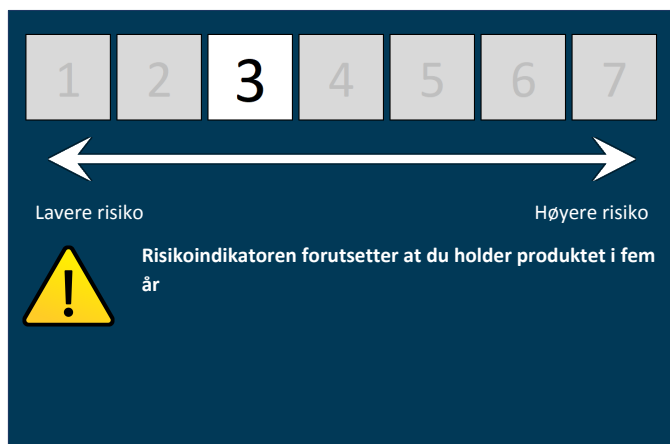 1 2 3 4 5 6 7
Lavere risiko Høyere risiko
Risikoindikatoren forutsetter at du holder produktet i fem
år